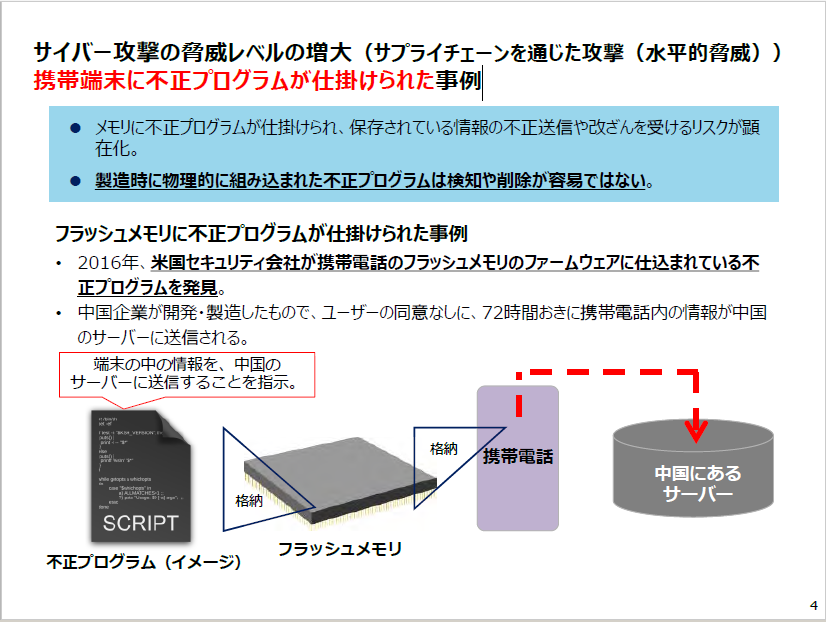 サイバー攻撃の脅威レベルの増大（サプライチェーンを通じた攻撃（水平的脅威））
携帯端末に不正プログラムが仕掛けられた事例
● メモリに不正プログラムが仕掛けられ、保存されている情報の不正送信や改ざんを受けるリスクが顕
在化。
● 製造時に物理的に組み込まれた不正プログラムは検知や削除が容易ではない。
フラッシュメモリに不正プログラムが仕掛けられた事例
• 2016年、米国セキュリティ会社が携帯電話のフラッシュメモリのファームウェアに仕込まれている不
正プログラムを発見。
• 中国企業が開発・製造したもので、ユーザーの同意なしに、72時間おきに携帯電話内の情報が中国
のサーバーに送信される。
端末の中の情報を、中国の
サーバーに送信することを指示。
SCRIPT
不正プログラム（イメージ）
格納
フラッシュメモリ
格納
携帯電話
中国にある
サーバー
4